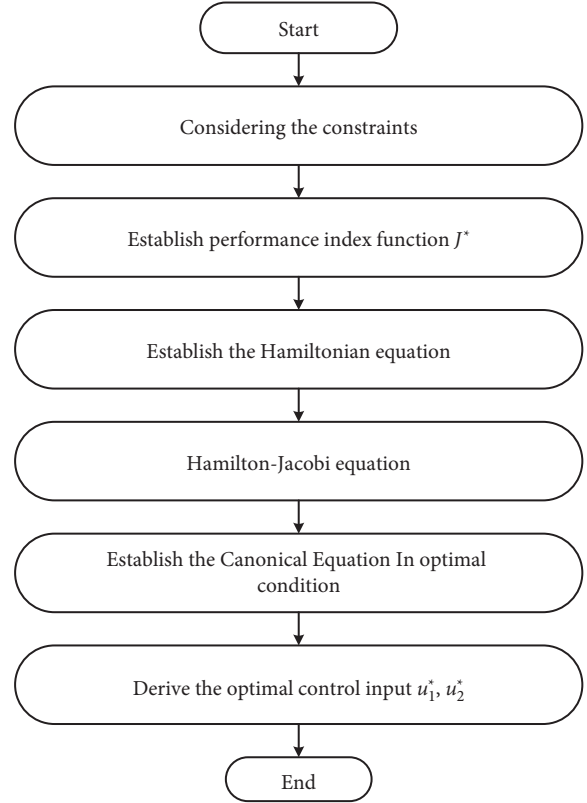 Start
Considering the constraints
Establish performance index function J*
Establish the Hamiltonian equation
Hamilton-Jacobi equation
Establish the Canonical Equation In optimal
condition
Derive the optimal control input u₁*, u₂*
End